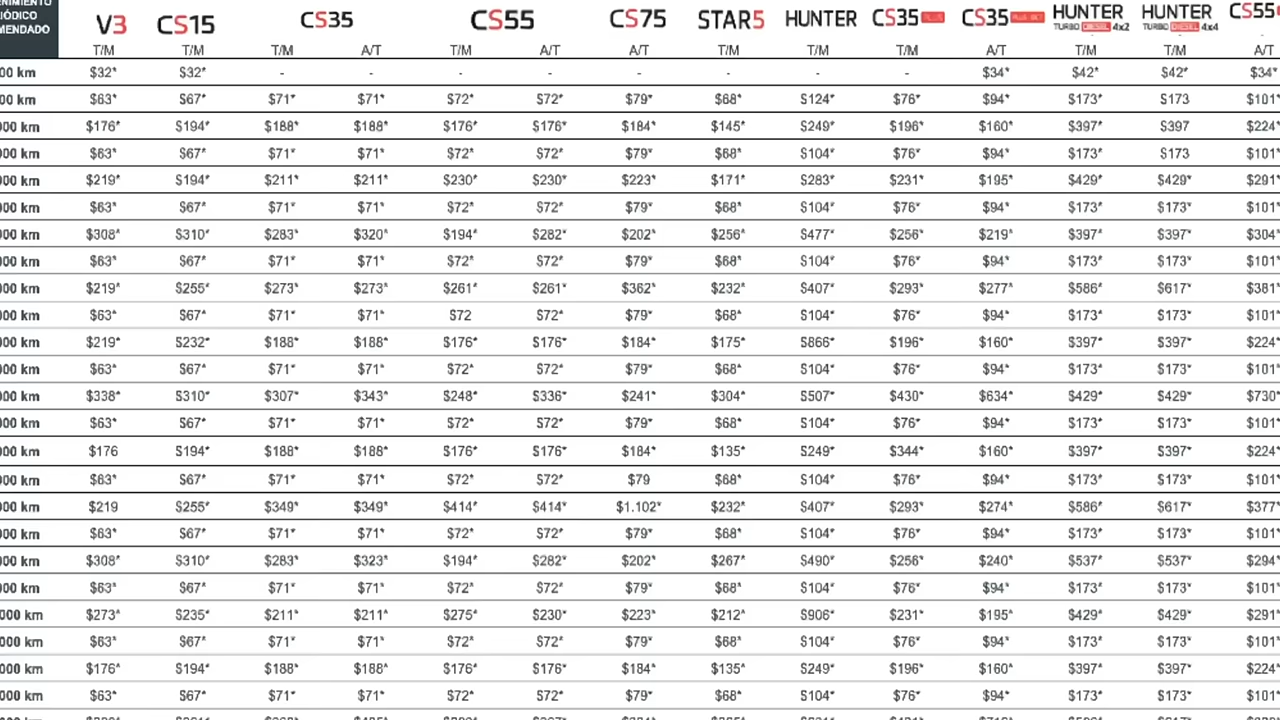 ENIMIENTO
IÓDICO
MENDADO
V3 CS15 CS35 CS55 CS75 STAR5 HUNTER CS35 PLUS CS35 HUNTER TURBO DIESEL 4x2 HUNTER TURBO DIESEL 4x4 CS55
T/M T/M T/M A/T T/M A/T A/T T/M T/M T/M A/T T/M T/M A/T
00 km $32* $32* - - - - - - - - $34* $42* $42* $34*
00 km $63* $67* $71* $71* $72* $72* $79* $68* $124* $76* $94* $173* $173 $101*
000 km $176* $194* $188* $188* $176* $176* $184* $145* $249* $196* $160* $397* $397 $224*
000 km $63* $67* $71* $71* $72* $72* $79* $68* $104* $76* $94* $173* $173 $101*
000 km $219* $194* $211* $211* $230* $230* $223* $171* $283* $231* $195* $429* $429* $291*
000 km $63* $67* $71* $71* $72* $72* $79* $68* $104* $76* $94* $173* $173* $101*
000 km $308* $310* $283* $320* $194* $282* $202* $256* $477* $256* $219* $397* $397* $304*
000 km $63* $67* $71* $71* $72* $72* $79* $68* $104* $76* $94* $173* $173* $101*
000 km $219* $255* $273* $273* $261* $261* $362* $232* $407* $293* $277* $586* $617* $381*
000 km $63* $67* $71* $71* $72 $72* $79* $68* $104* $76* $94* $173* $173* $101*
000 km $219* $232* $188* $188* $176* $176* $184* $175* $866* $196* $160* $397* $397* $224*
000 km $63* $67* $71* $71* $72* $72* $79* $68* $104* $76* $94* $173* $173* $101*
000 km $338* $310* $307* $343* $248* $336* $241* $304* $507* $430* $634* $429* $429* $730*
000 km $63* $67* $71* $71* $72* $72* $79* $68* $104* $76* $94* $173* $173* $101*
000 km $176 $194* $188* $188* $176* $176* $184* $135* $249* $344* $160* $397* $397* $224*
000 km $63* $67* $71* $71* $72* $72* $79 $68* $104* $76* $94* $173* $173* $101*
000 km $219 $255* $349* $349* $414* $414* $1.102* $232* $407* $293* $274* $586* $617* $377*
000 km $63* $67* $71* $71* $72* $72* $79* $68* $104* $76* $94* $173* $173* $101*
000 km $308* $310* $283* $323* $194* $282* $202* $267* $490* $256* $240* $537* $537* $294*
000 km $63* $67* $71* $71* $72* $72* $79* $68* $104* $76* $94* $173* $173* $101*
000 km $273* $235* $211* $211* $275* $230* $223* $212* $906* $231* $195* $429* $429* $291*
000 km $63* $67* $71* $71* $72* $72* $79* $68* $104* $76* $94* $173* $173* $101*
000 km $176* $194* $188* $188* $176* $176* $184* $135* $249* $196* $160* $397* $397* $224*
000 km $63* $67* $71* $71* $72* $72* $79* $68* $104* $76* $94* $173* $173* $101*